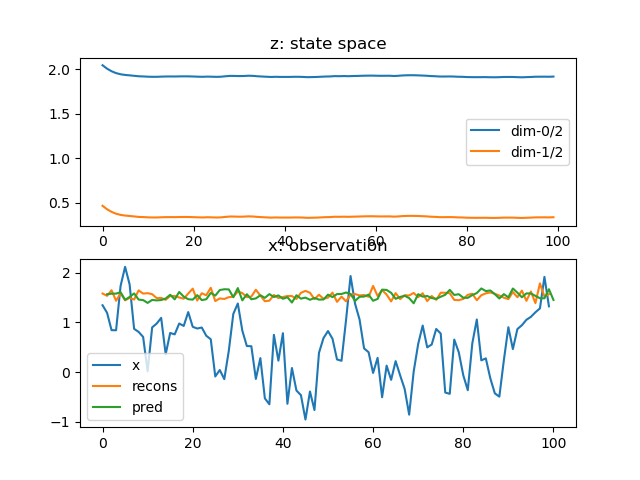 z: state space
2.0
1.5
1.0
0.5
dim-0/2
dim-1/2
0 20 40 60 80 100
x: observation
2
1
0
−1
x
recons
pred
0 20 40 60 80 100